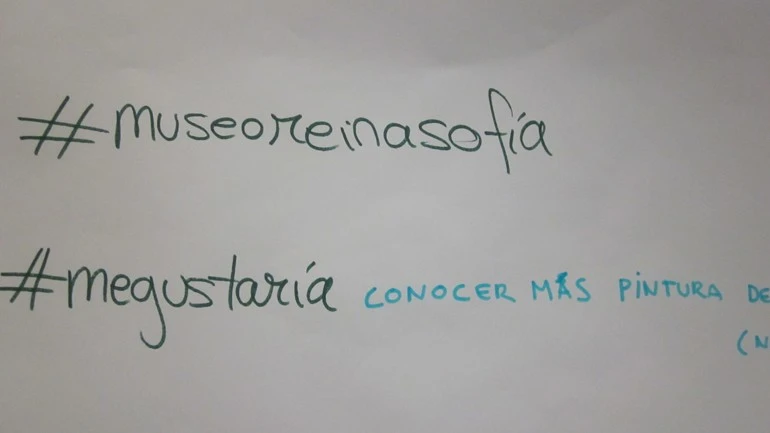 #museoreinasofía
#megustaría CONOCER MÁS PINTURA DE
(N